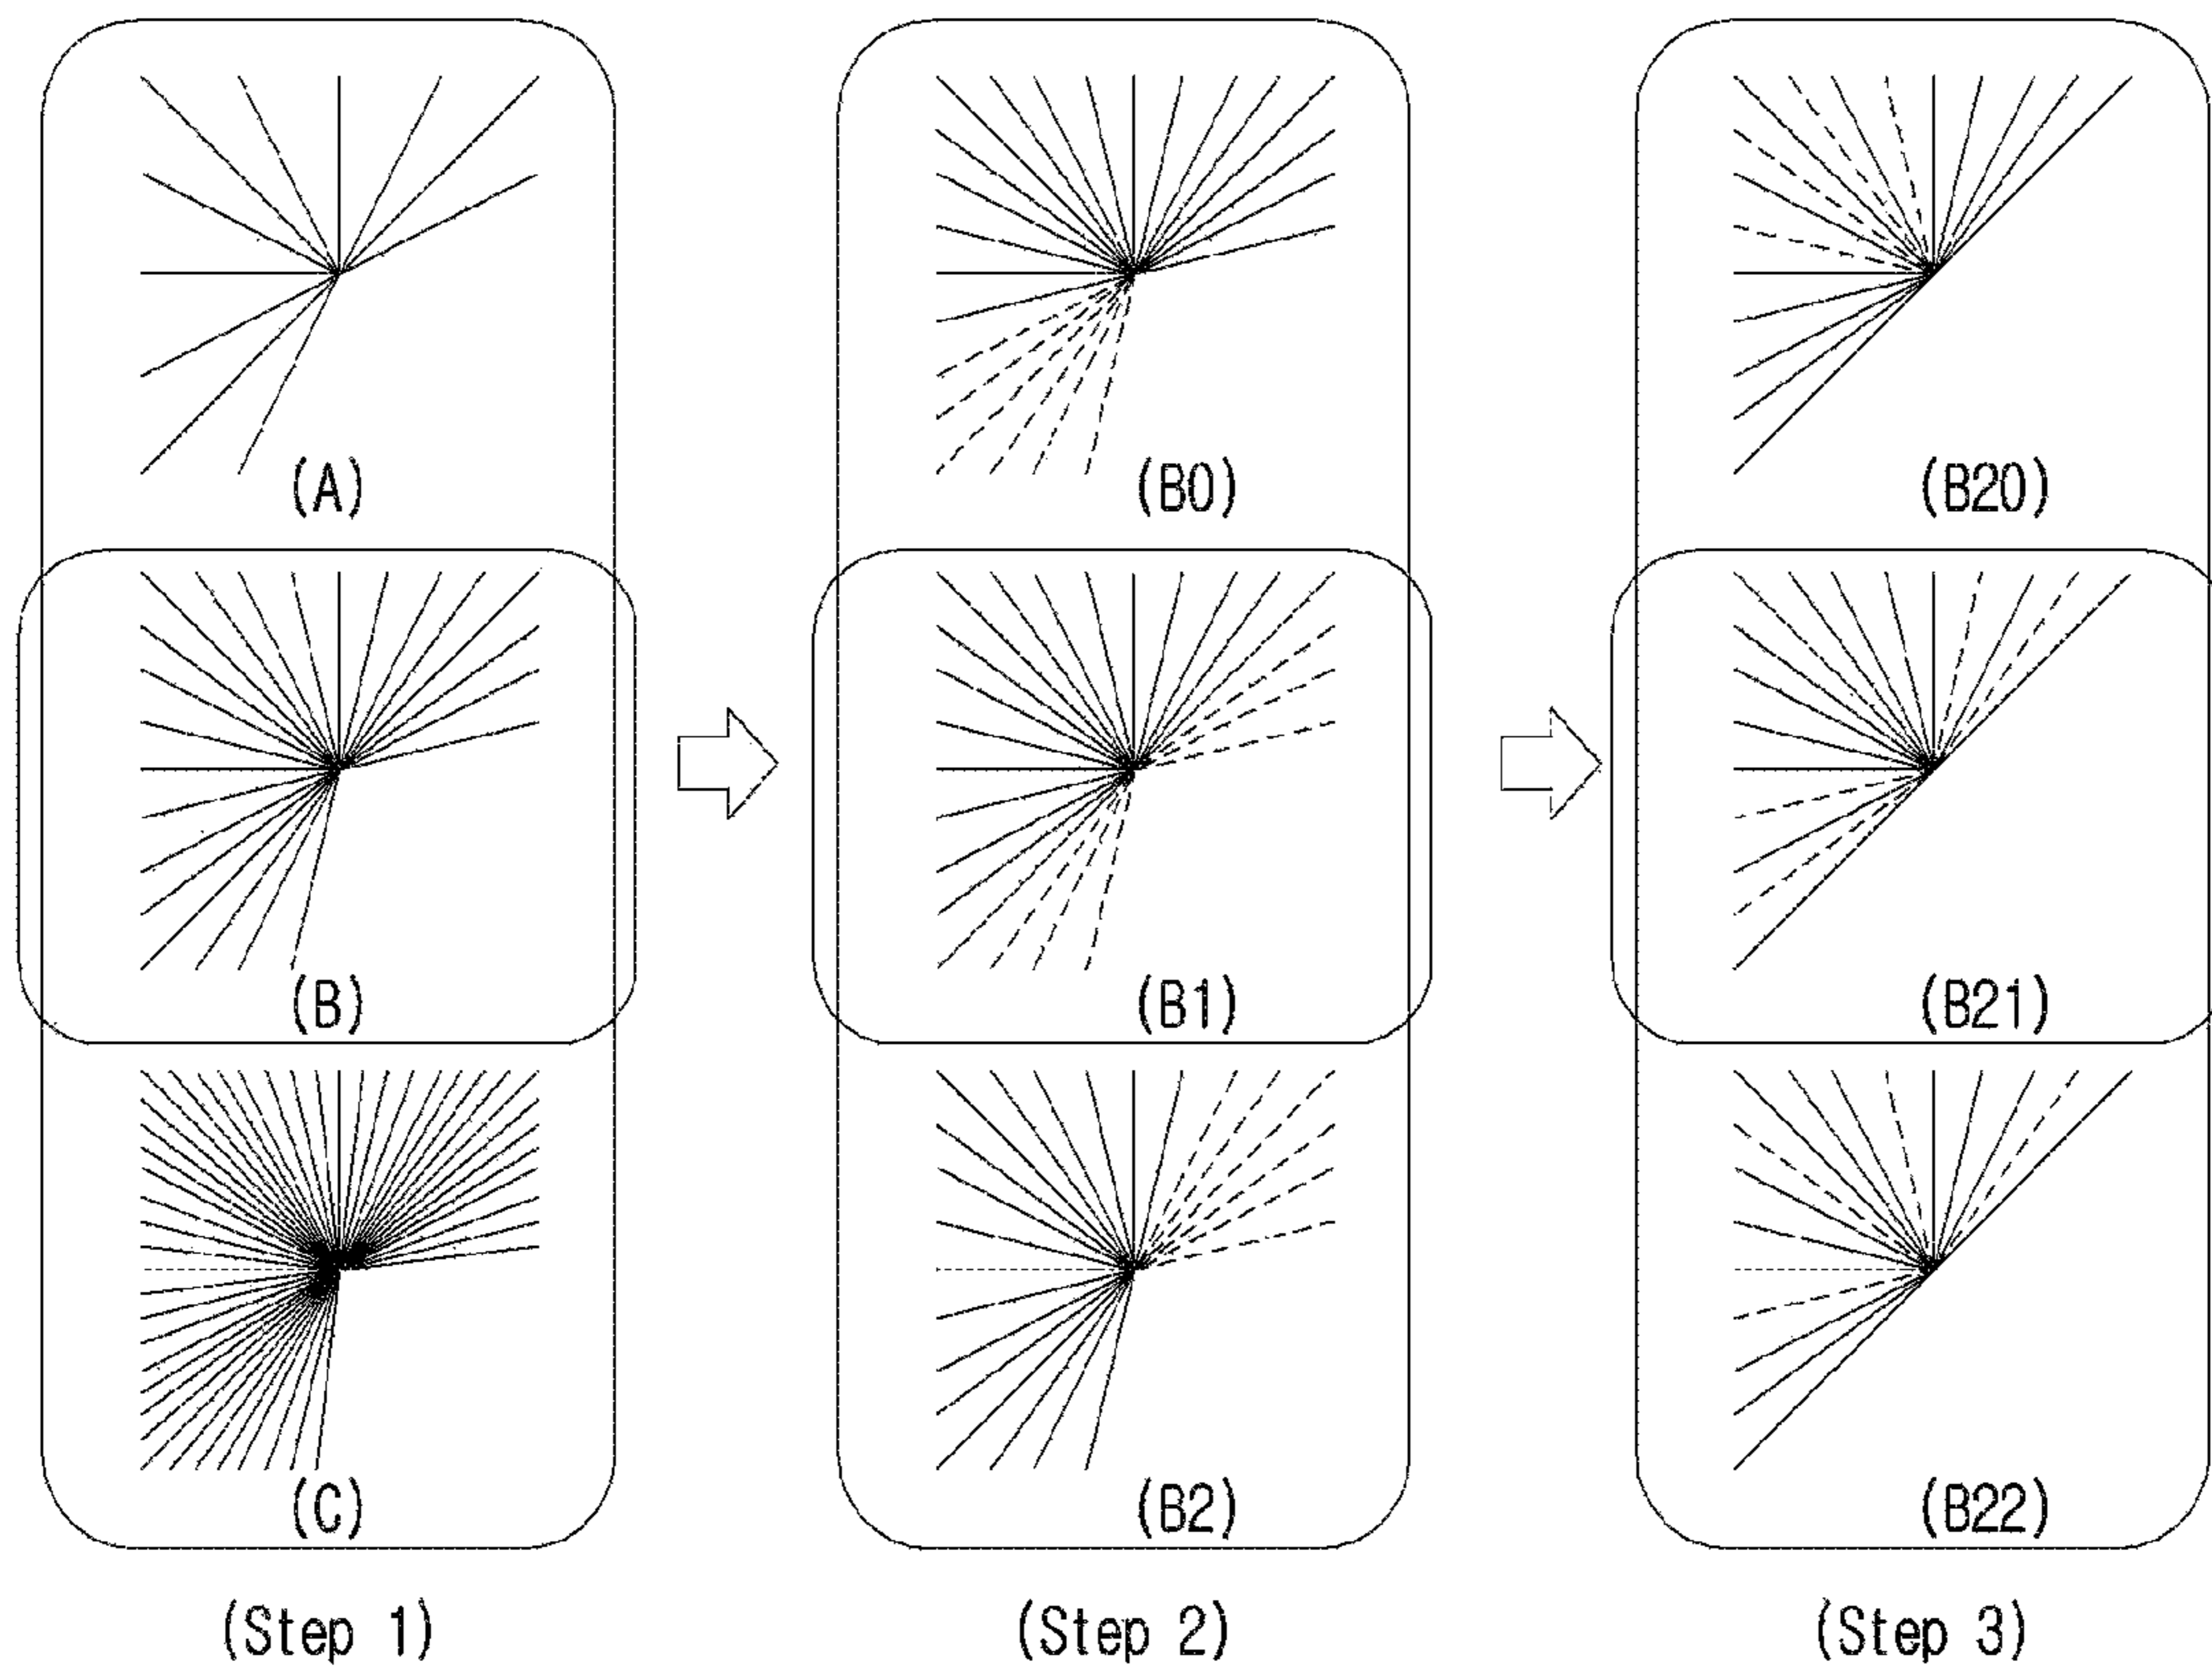 (A)
(B0)
(B20)
(B)
(B1)
(B21)
(C)
(B2)
(B22)
(Step 1)
(Step 2)
(Step 3)